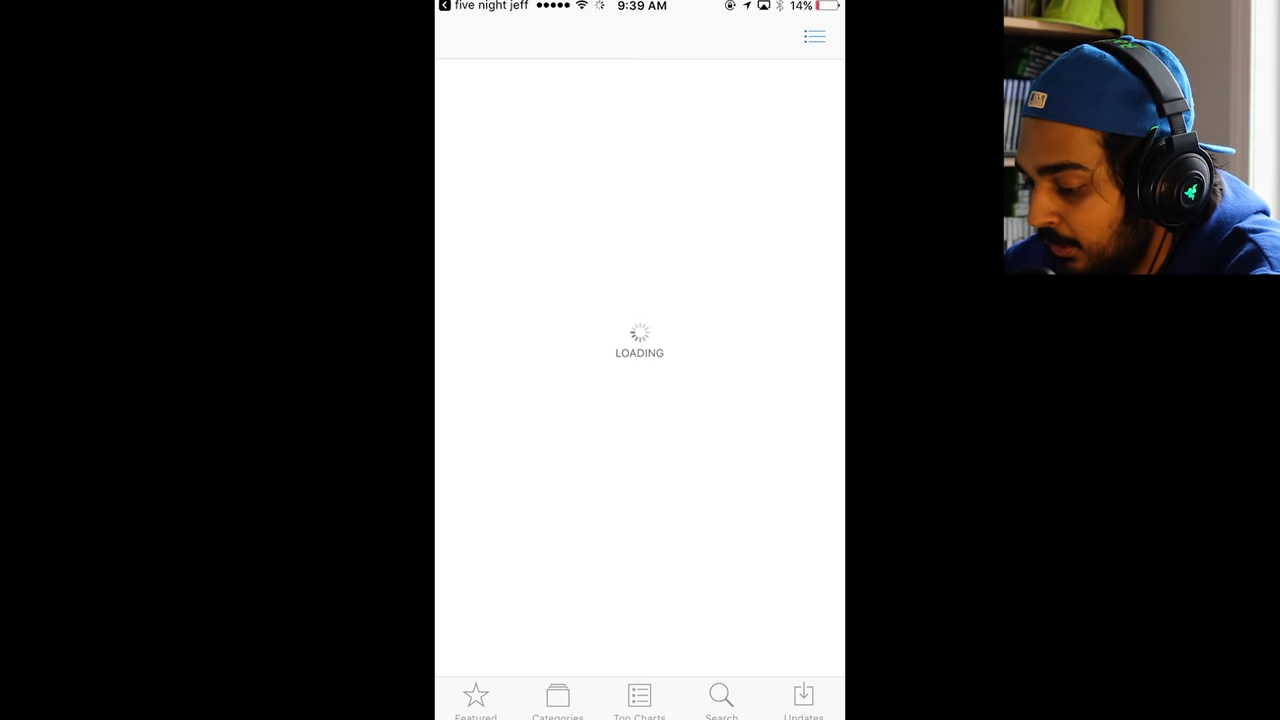 five night jeff 9:39 AM 14%
LOADING
Featured Categories Top Charts Search Updates